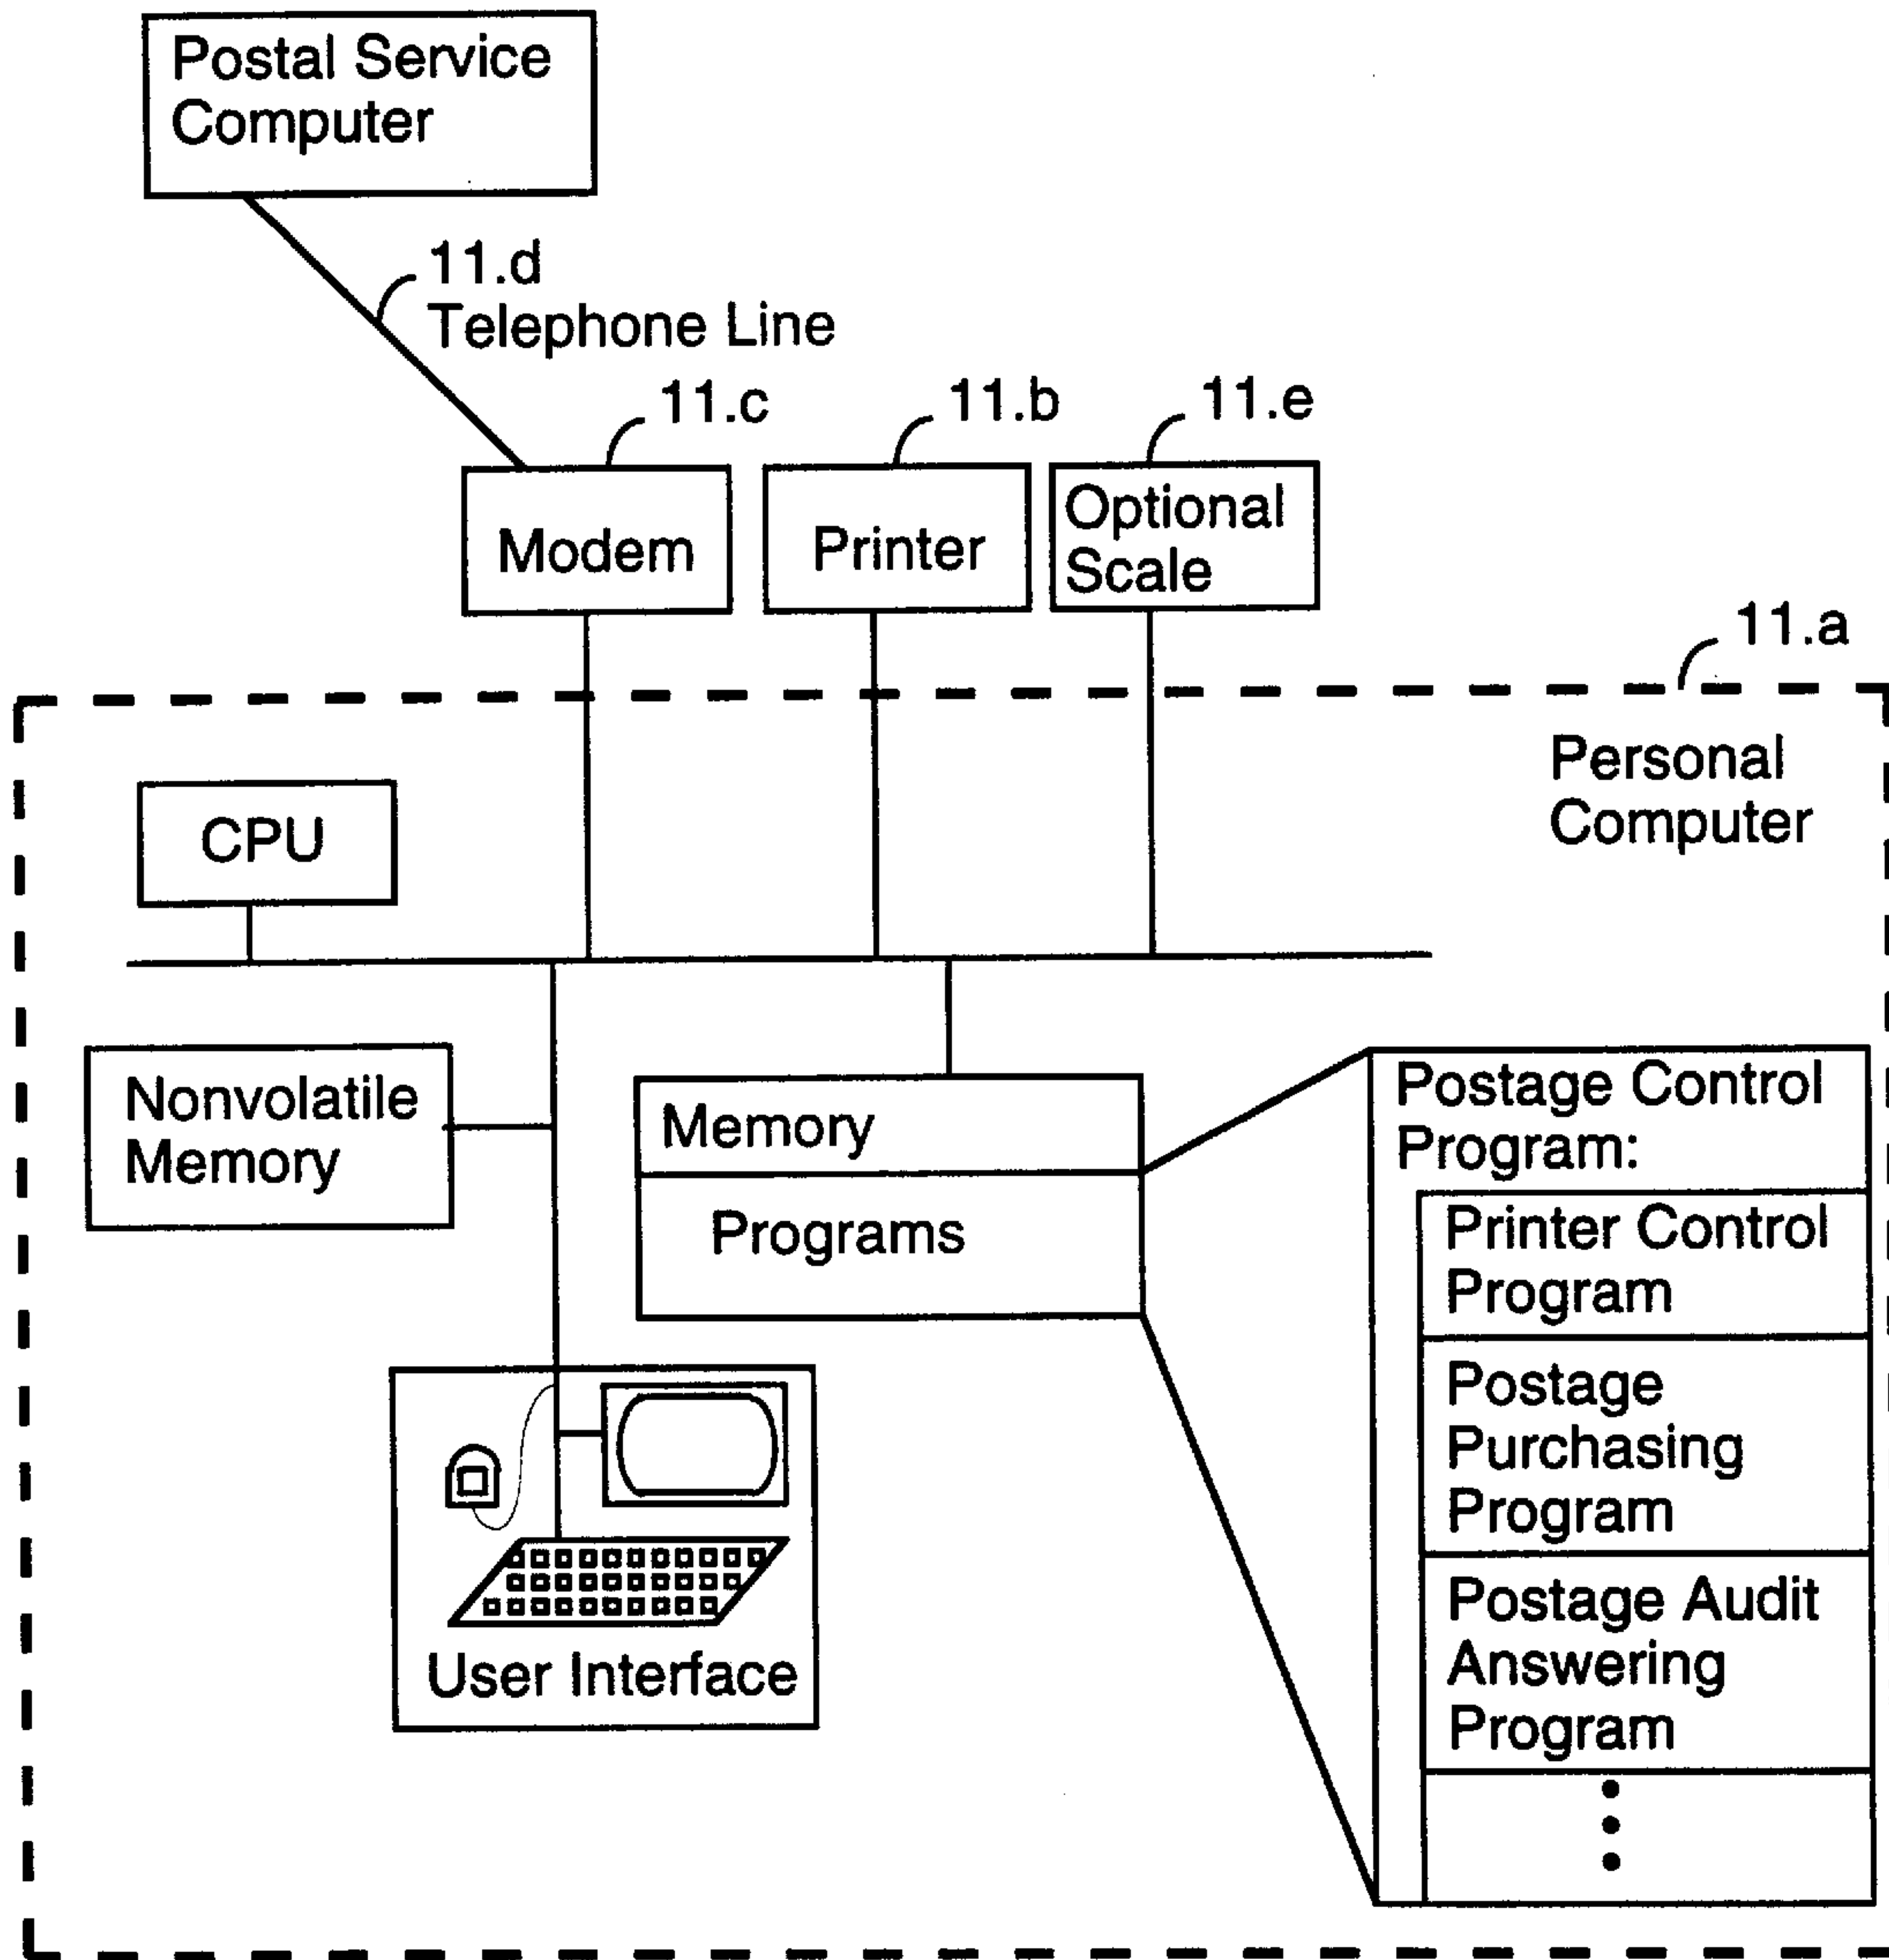 Postal Service
Computer
11.d
Telephone Line
11.c
11.b
11.e
Modem
Printer
Optional
Scale
11.a
Personal
Computer
CPU
Nonvolatile
Memory
Memory
Programs
Postage Control
Program:
Printer Control
Program
Postage
Purchasing
Program
Postage Audit
Answering
Program
User Interface